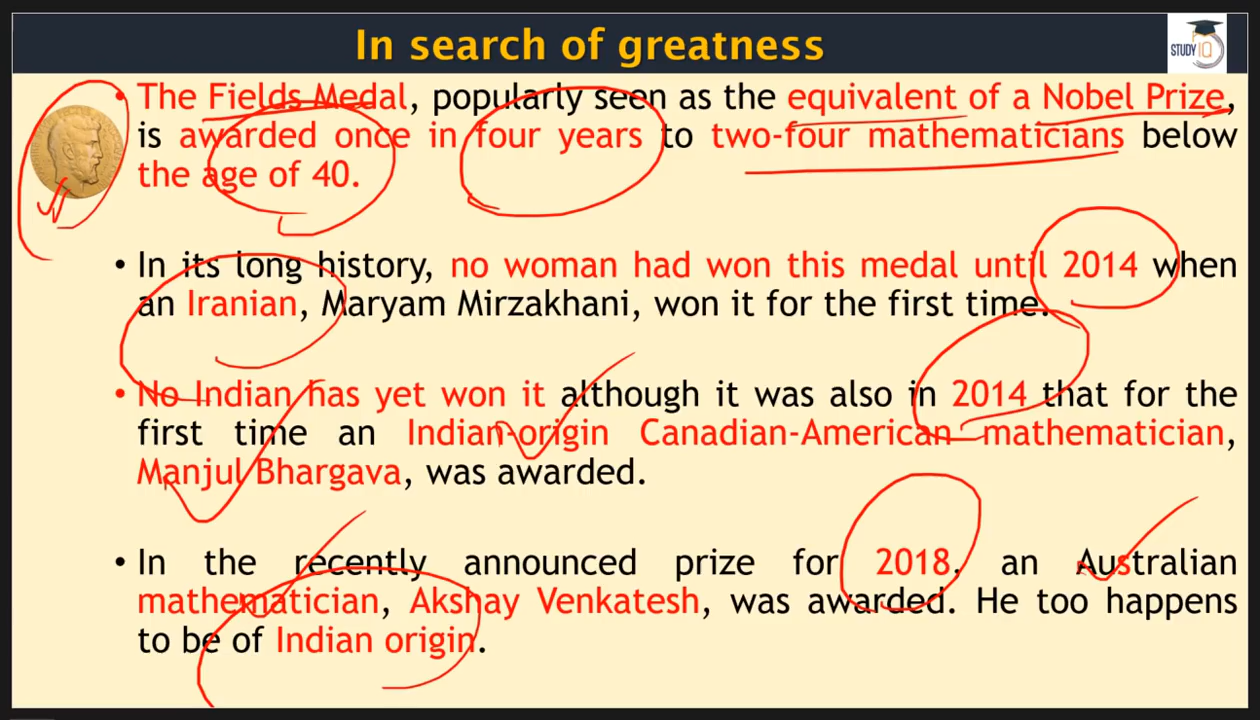 In search of greatness
STUDY IQ
• The Fields Medal, popularly seen as the equivalent of a Nobel Prize,
is awarded once in four years to two-four mathematicians below
the age of 40.
• In its long history, no woman had won this medal until 2014 when
an Iranian, Maryam Mirzakhani, won it for the first time.
• No Indian has yet won it although it was also in 2014 that for the
first time an Indian-origin Canadian-American mathematician,
Manjul Bhargava, was awarded.
• In the recently announced prize for 2018, an Australian
mathematician, Akshay Venkatesh, was awarded. He too happens
to be of Indian origin.